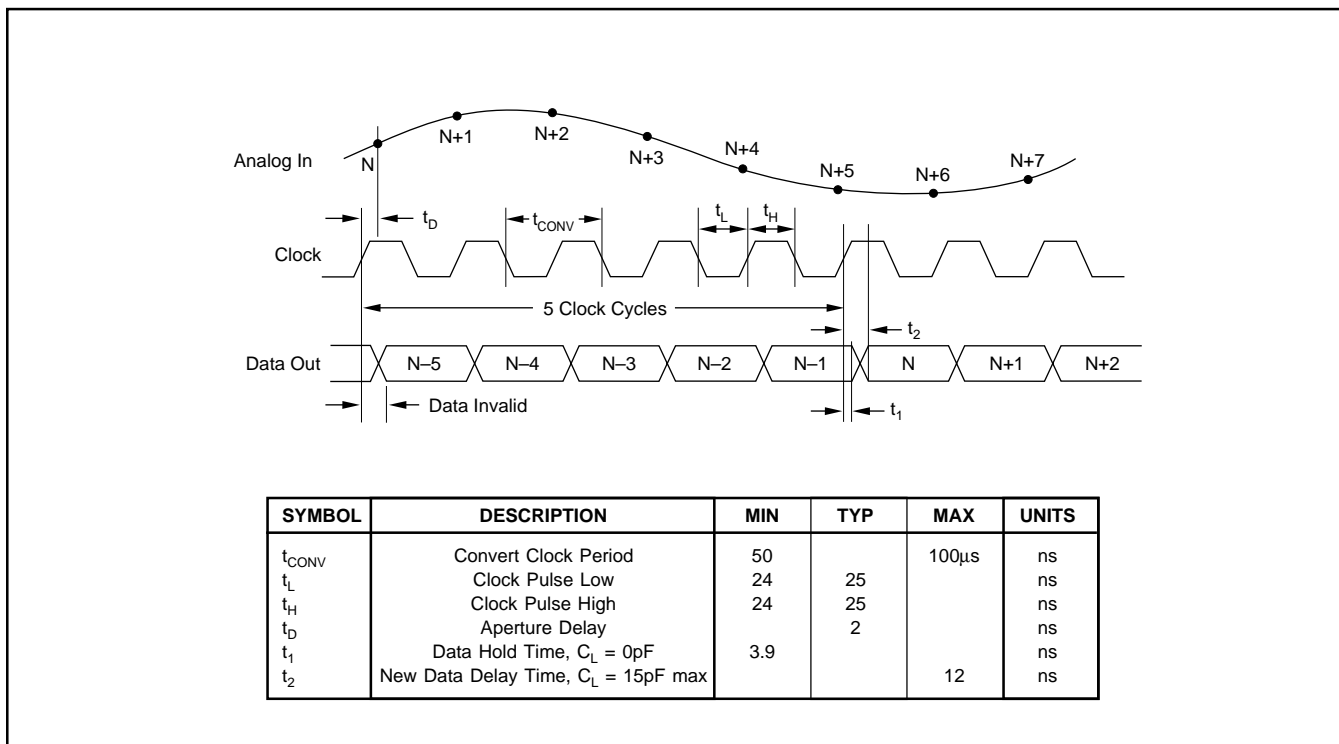 N+1 N+2
N+3
N+4
N+5 N+6 N+7
Analog In N
t_D t_CONV t_L t_H
Clock
5 Clock Cycles
t_2
Data Out N–5 N–4 N–3 N–2 N–1 N N+1 N+2
Data Invalid t_1
SYMBOL DESCRIPTION MIN TYP MAX UNITS
t_CONV Convert Clock Period 50 100µs ns
t_L Clock Pulse Low 24 25 ns
t_H Clock Pulse High 24 25 ns
t_D Aperture Delay 2 ns
t_1 Data Hold Time, C_L = 0pF 3.9 ns
t_2 New Data Delay Time, C_L = 15pF max 12 ns